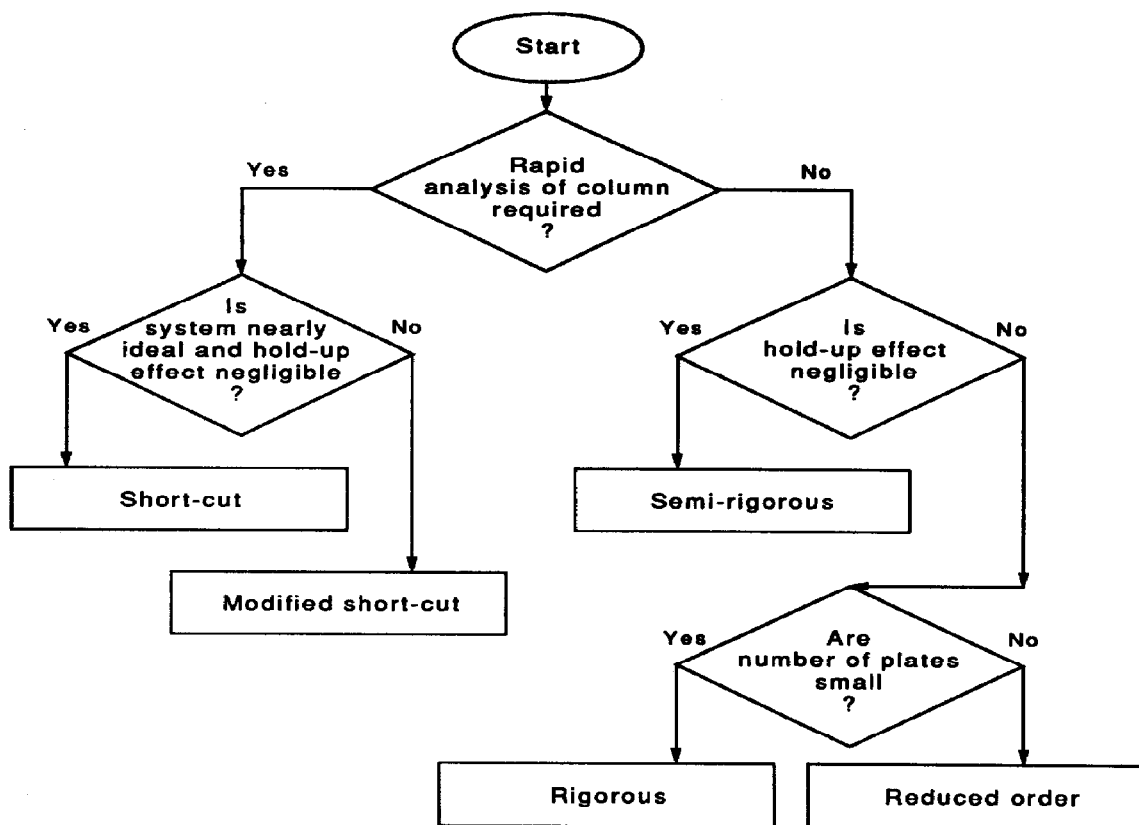 Start
Rapid
analysis of column
required
?
Yes
No
Is
system nearly
ideal and hold-up
effect negligible
?
Yes
No
Is
hold-up effect
negligible
?
Yes
No
Short-cut
Semi-rigorous
Modified short-cut
Are
number of plates
small
?
Yes
No
Rigorous
Reduced order